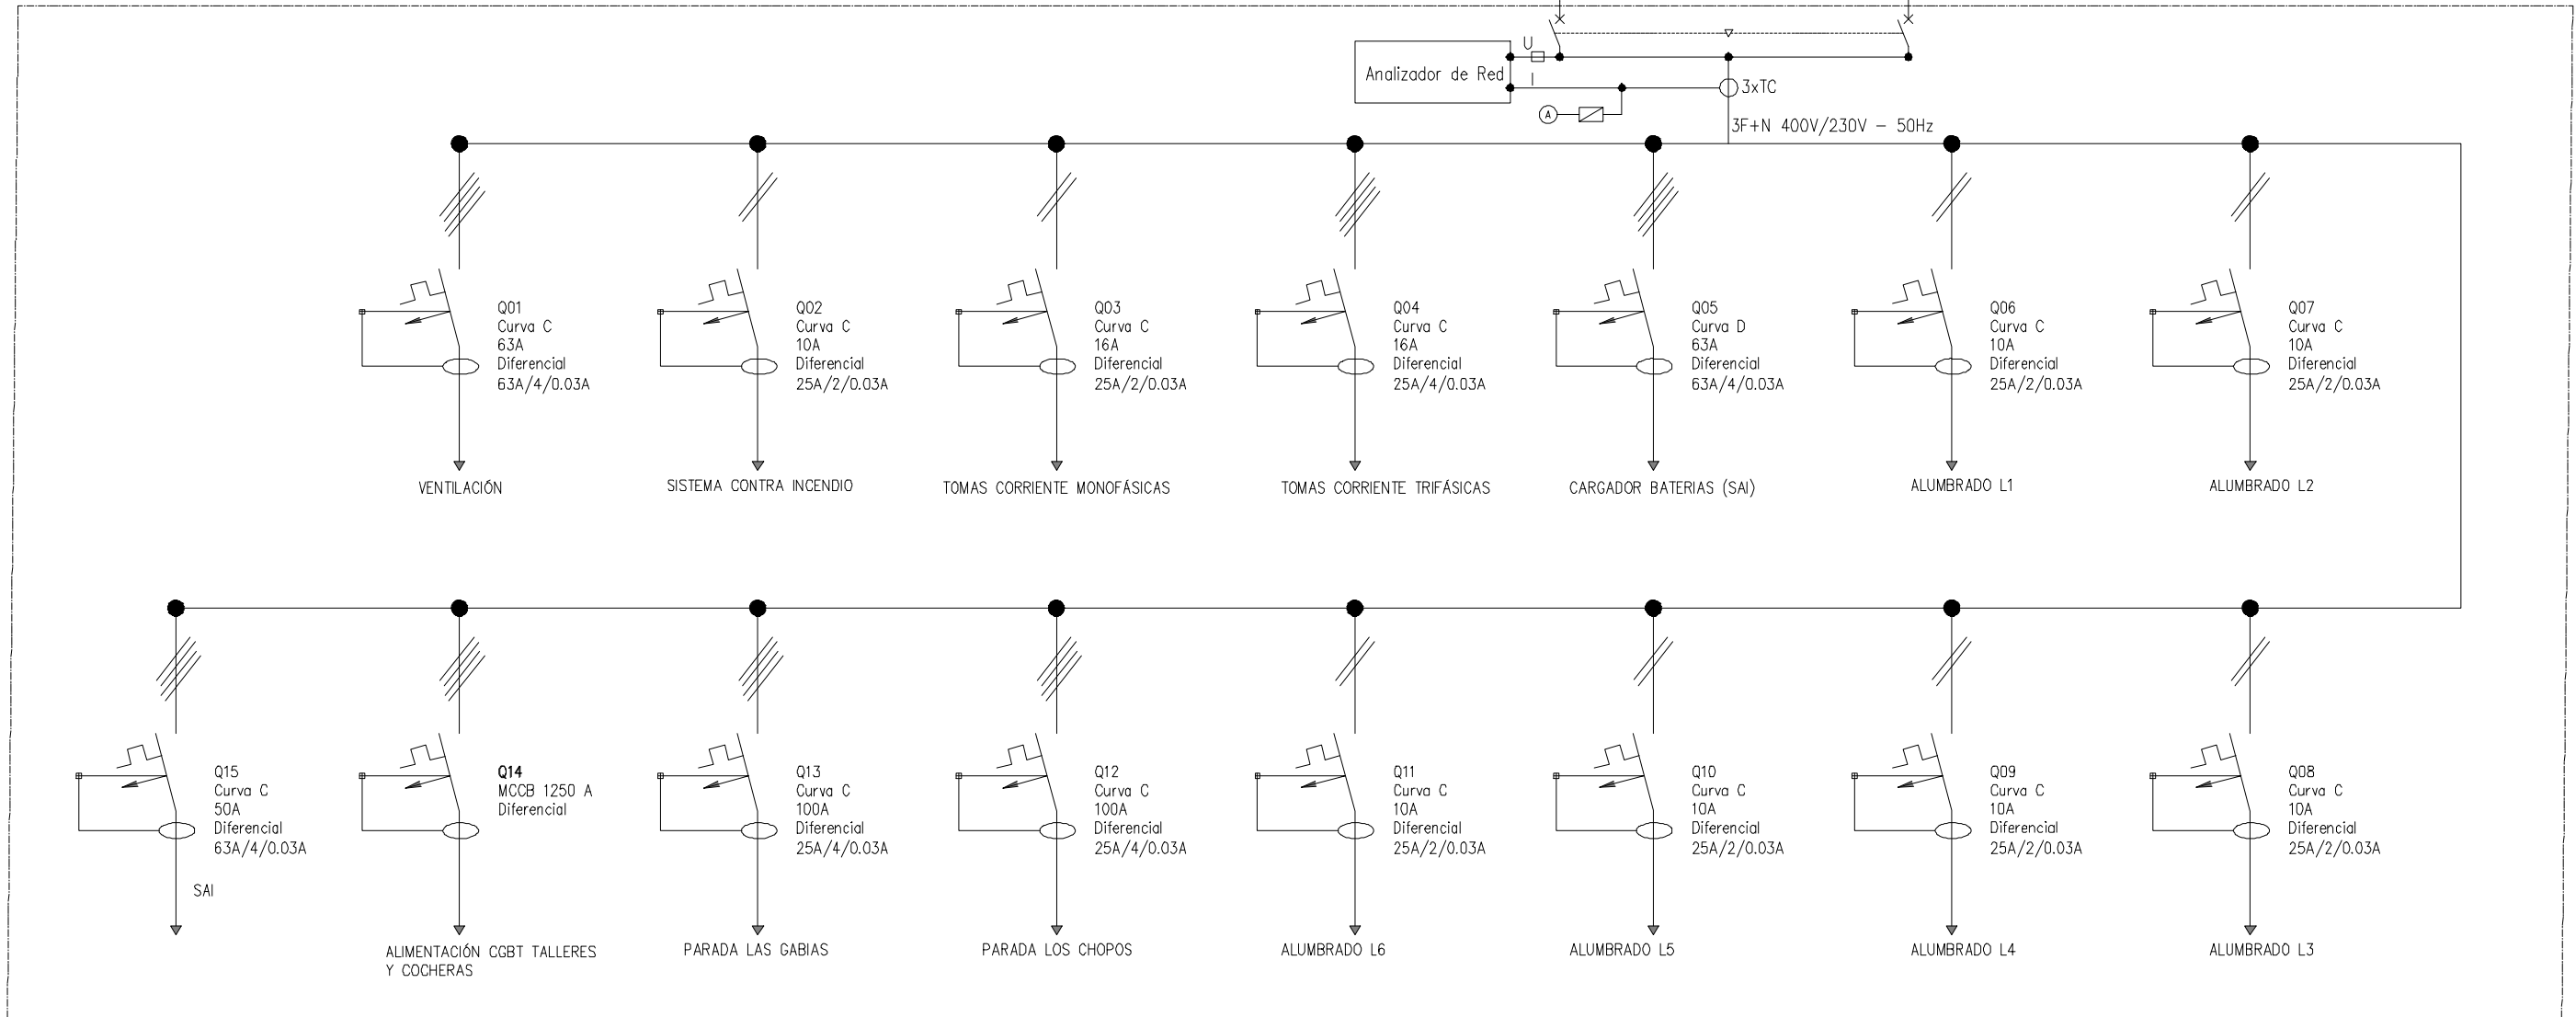 U
Analizador de Red
I
3xTC
A
3F+N 400V/230V - 50Hz
Q01
Curva C
63A
Diferencial
63A/4/0.03A
VENTILACIÓN
Q02
Curva C
10A
Diferencial
25A/2/0.03A
SISTEMA CONTRA INCENDIO
Q03
Curva C
16A
Diferencial
25A/2/0.03A
TOMAS CORRIENTE MONOFÁSICAS
Q04
Curva C
16A
Diferencial
25A/4/0.03A
TOMAS CORRIENTE TRIFÁSICAS
Q05
Curva D
63A
Diferencial
63A/4/0.03A
CARGADOR BATERIAS (SAI)
Q06
Curva C
10A
Diferencial
25A/2/0.03A
ALUMBRADO L1
Q07
Curva C
10A
Diferencial
25A/2/0.03A
ALUMBRADO L2
Q15
Curva C
50A
Diferencial
63A/4/0.03A
SAI
Q14
MCCB 1250 A
Diferencial
ALIMENTACIÓN CGBT TALLERES
Y COCHERAS
Q13
Curva C
100A
Diferencial
25A/4/0.03A
PARADA LAS GABIAS
Q12
Curva C
100A
Diferencial
25A/4/0.03A
PARADA LOS CHOPOS
Q11
Curva C
10A
Diferencial
25A/2/0.03A
ALUMBRADO L6
Q10
Curva C
10A
Diferencial
25A/2/0.03A
ALUMBRADO L5
Q09
Curva C
10A
Diferencial
25A/2/0.03A
ALUMBRADO L4
Q08
Curva C
10A
Diferencial
25A/2/0.03A
ALUMBRADO L3